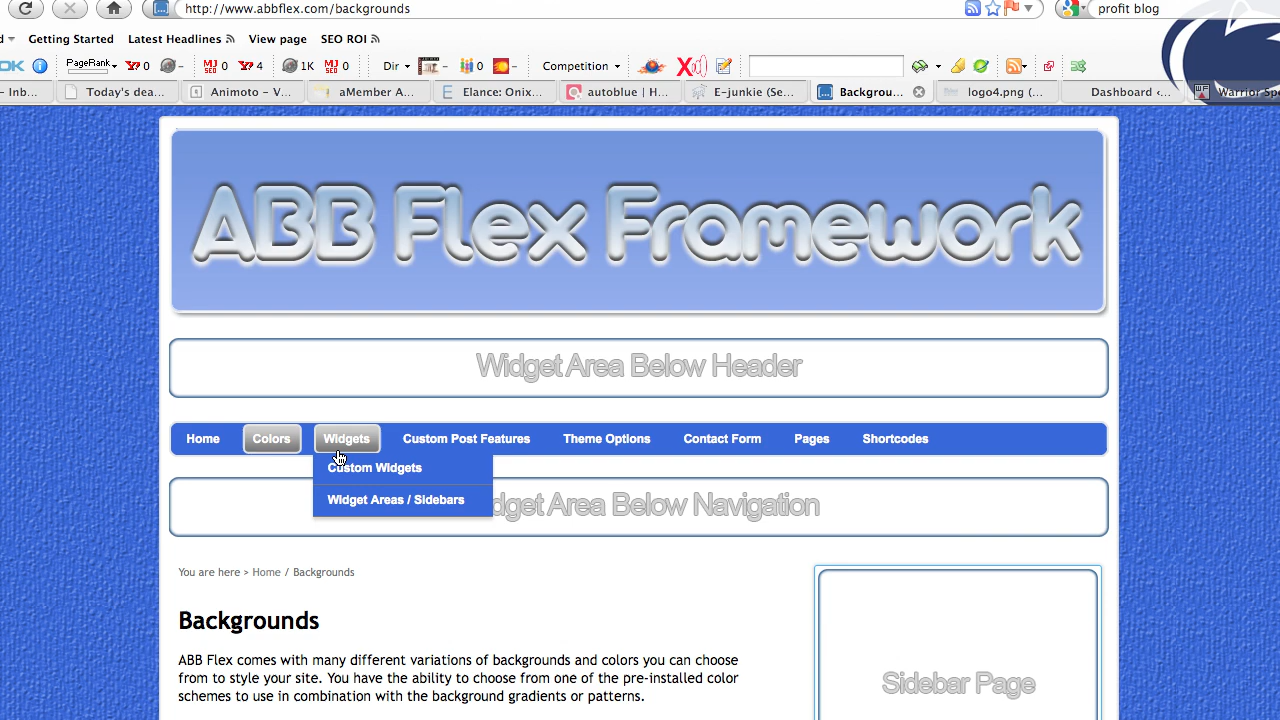 http://www.abbflex.com/backgrounds
profit blog
Getting Started Latest Headlines View page SEO ROI
PageRank 0 MJ SEO 0 4 1K MJ SEO 0 Dir 0 Competition
- Inb... Today's dea... Animoto – V... aMember A... Elance: Onix... autoblue | H... E-junkie (Se... Backgrou... logo4.png (... Dashboard ‹... Warrior Spe
ABB Flex Framework
Widget Area Below Header
Home Colors Widgets Custom Post Features Theme Options Contact Form Pages Shortcodes
Custom Widgets
Widget Areas / Sidebars
dget Area Below Navigation
You are here > Home / Backgrounds
Backgrounds
ABB Flex comes with many different variations of backgrounds and colors you can choose
from to style your site. You have the ability to choose from one of the pre-installed color
schemes to use in combination with the background gradients or patterns.
Sidebar Page